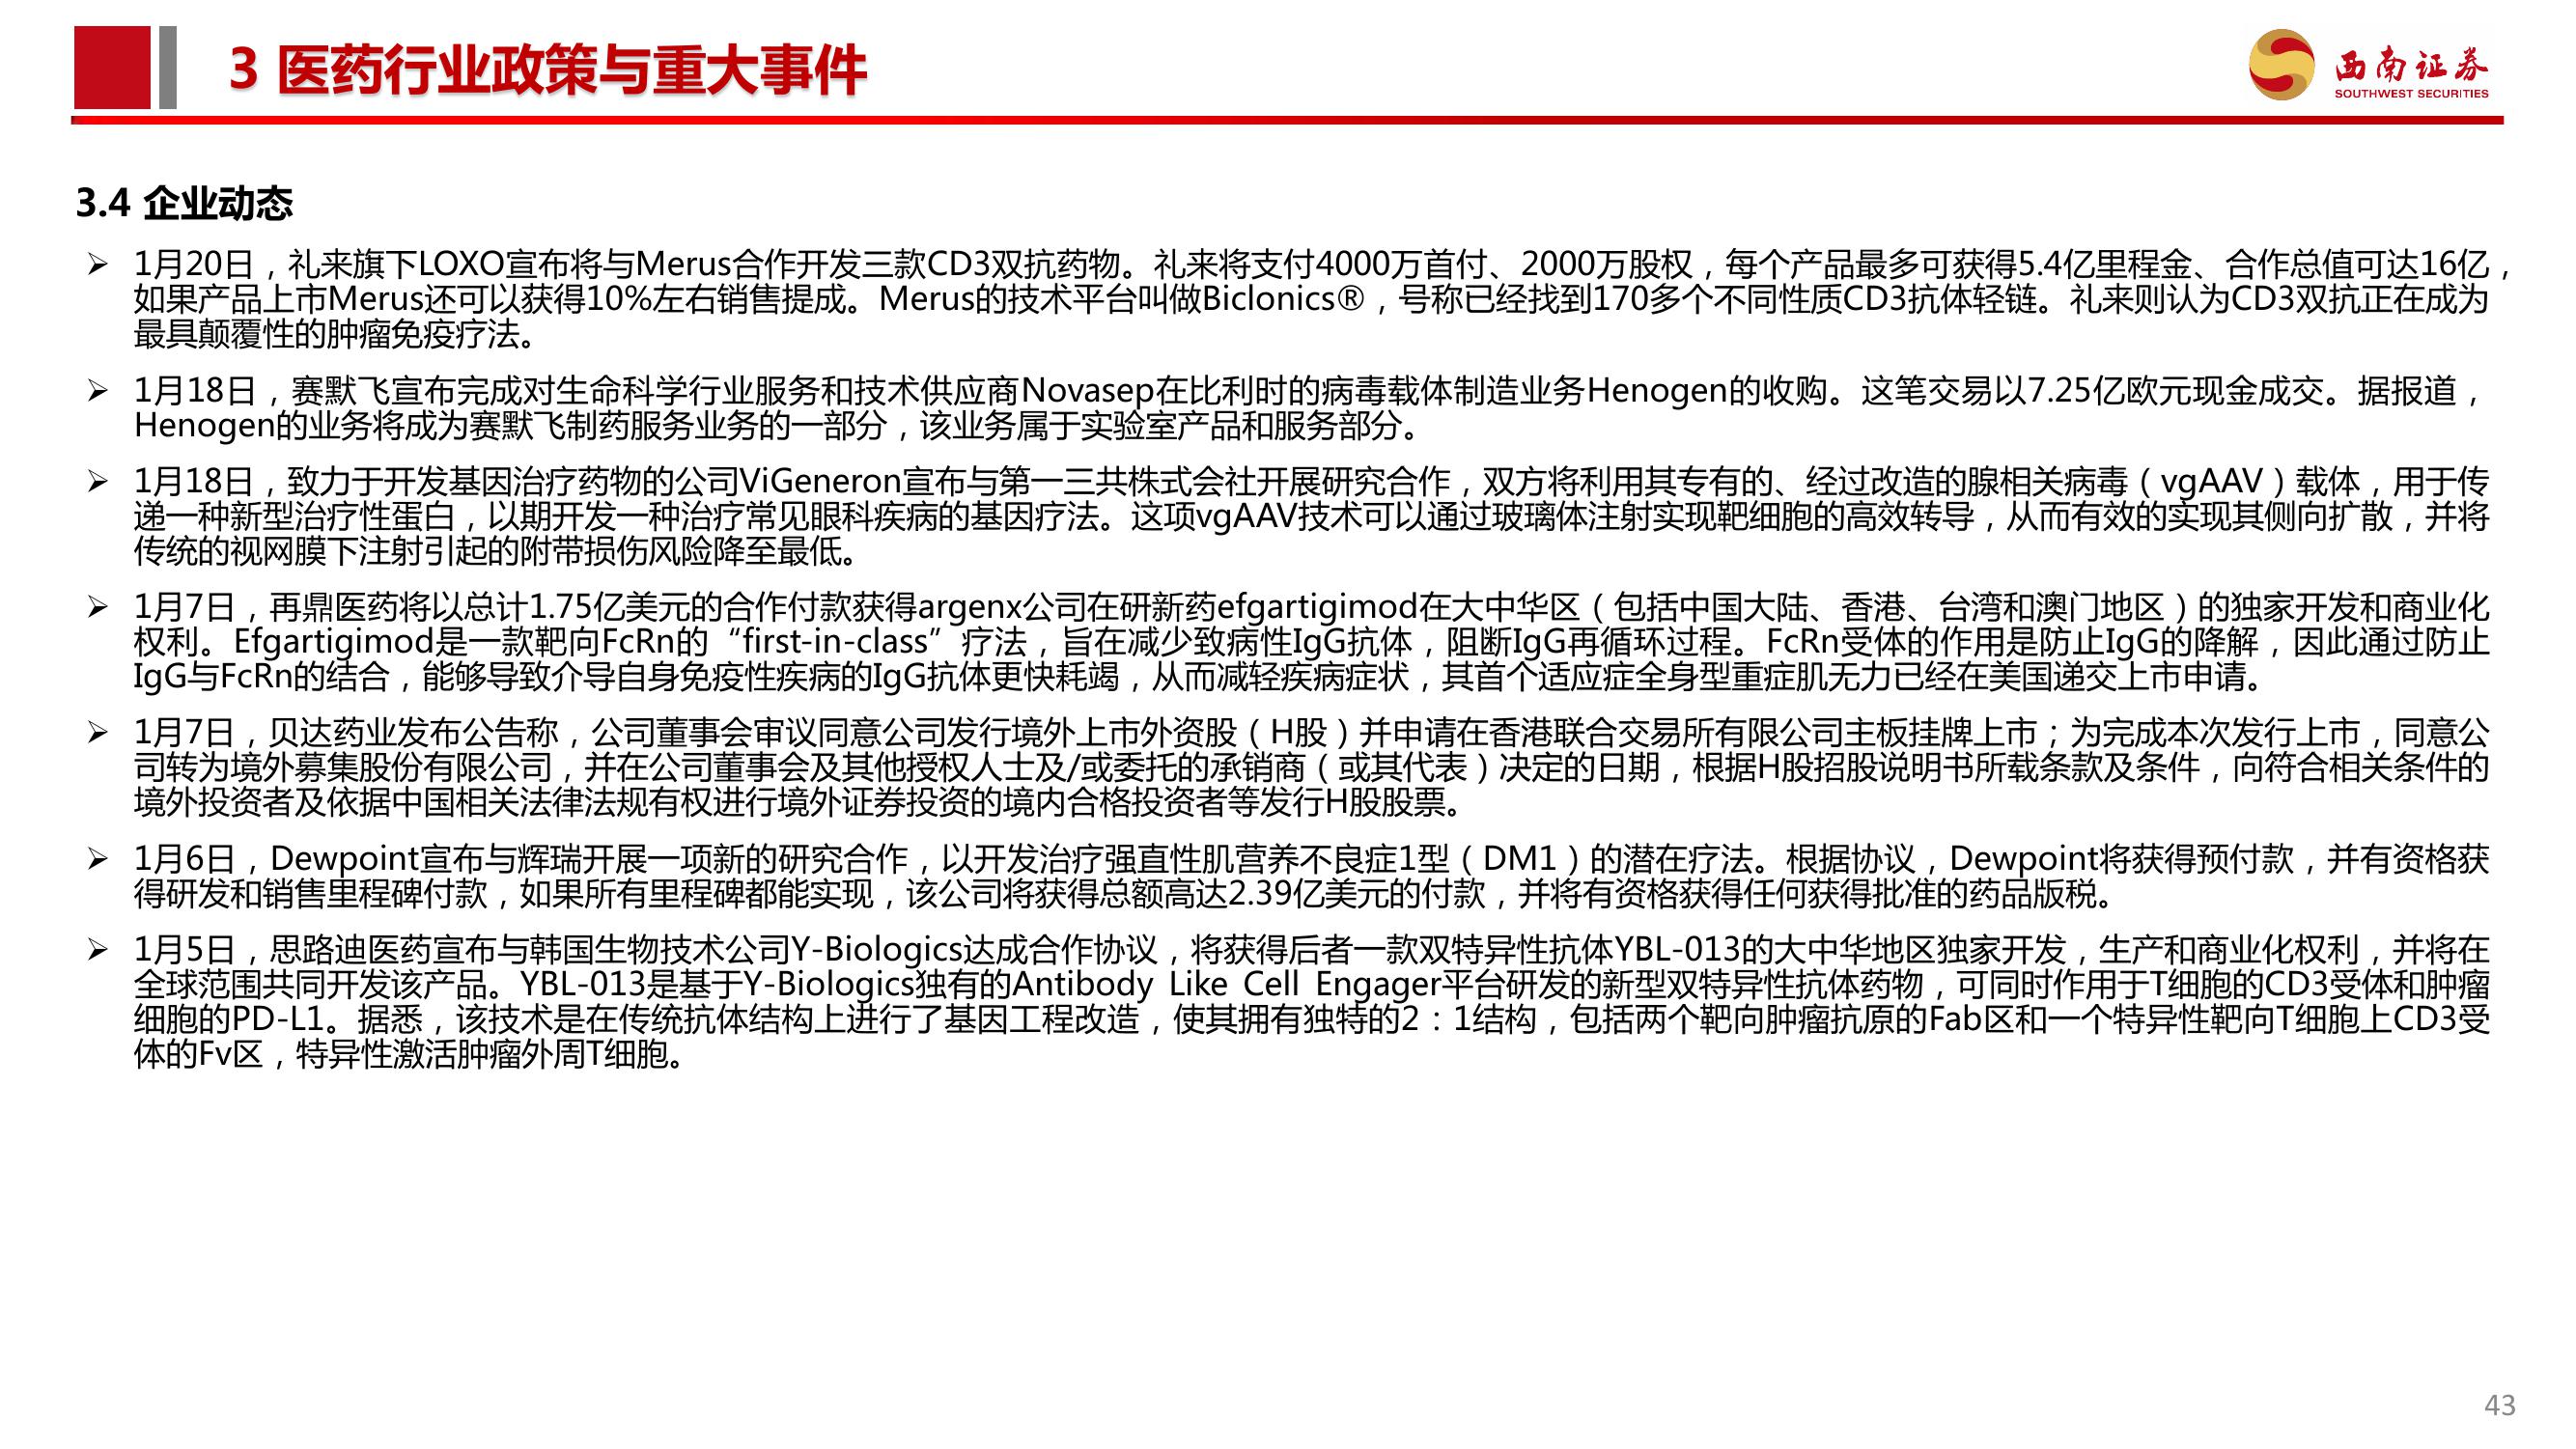 3 医药行业政策与重大事件
西南证券
SOUTHWEST SECURITIES
3.4 企业动态
➢ 1月20日，礼来旗下LOXO宣布将与Merus合作开发三款CD3双抗药物。礼来将支付4000万首付、2000万股权，每个产品最多可获得5.4亿里程金、合作总值可达16亿，
如果产品上市Merus还可以获得10%左右销售提成。Merus的技术平台叫做Biclonics®，号称已经找到170多个不同性质CD3抗体轻链。礼来则认为CD3双抗正在成为
最具颠覆性的肿瘤免疫疗法。
➢ 1月18日，赛默飞宣布完成对生命科学行业服务和技术供应商Novasep在比利时的病毒载体制造业务Henogen的收购。这笔交易以7.25亿欧元现金成交。据报道，
Henogen的业务将成为赛默飞制药服务业务的一部分，该业务属于实验室产品和服务部分。
➢ 1月18日，致力于开发基因治疗药物的公司ViGeneron宣布与第一三共株式会社开展研究合作，双方将利用其专有的、经过改造的腺相关病毒（vgAAV）载体，用于传
递一种新型治疗性蛋白，以期开发一种治疗常见眼科疾病的基因疗法。这项vgAAV技术可以通过玻璃体注射实现靶细胞的高效转导，从而有效的实现其侧向扩散，并将
传统的视网膜下注射引起的附带损伤风险降至最低。
➢ 1月7日，再鼎医药将以总计1.75亿美元的合作付款获得argenx公司在研新药efgartigimod在大中华区（包括中国大陆、香港、台湾和澳门地区）的独家开发和商业化
权利。Efgartigimod是一款靶向FcRn的“first-in-class”疗法，旨在减少致病性IgG抗体，阻断IgG再循环过程。FcRn受体的作用是防止IgG的降解，因此通过防止
IgG与FcRn的结合，能够导致介导自身免疫性疾病的IgG抗体更快耗竭，从而减轻疾病症状，其首个适应症全身型重症肌无力已经在美国递交上市申请。
➢ 1月7日，贝达药业发布公告称，公司董事会审议同意公司发行境外上市外资股（H股）并申请在香港联合交易所有限公司主板挂牌上市；为完成本次发行上市，同意公
司转为境外募集股份有限公司，并在公司董事会及其他授权人士及/或委托的承销商（或其代表）决定的日期，根据H股招股说明书所载条款及条件，向符合相关条件的
境外投资者及依据中国相关法律法规有权进行境外证券投资的境内合格投资者等发行H股股票。
➢ 1月6日，Dewpoint宣布与辉瑞开展一项新的研究合作，以开发治疗强直性肌营养不良症1型（DM1）的潜在疗法。根据协议，Dewpoint将获得预付款，并有资格获
得研发和销售里程碑付款，如果所有里程碑都能实现，该公司将获得总额高达2.39亿美元的付款，并将有资格获得任何获得批准的药品版税。
➢ 1月5日，思路迪医药宣布与韩国生物技术公司Y-Biologics达成合作协议，将获得后者一款双特异性抗体YBL-013的大中华地区独家开发，生产和商业化权利，并将在
全球范围共同开发该产品。YBL-013是基于Y-Biologics独有的Antibody Like Cell Engager平台研发的新型双特异性抗体药物，可同时作用于T细胞的CD3受体和肿瘤
细胞的PD-L1。据悉，该技术是在传统抗体结构上进行了基因工程改造，使其拥有独特的2：1结构，包括两个靶向肿瘤抗原的Fab区和一个特异性靶向T细胞上CD3受
体的Fv区，特异性激活肿瘤外周T细胞。
43